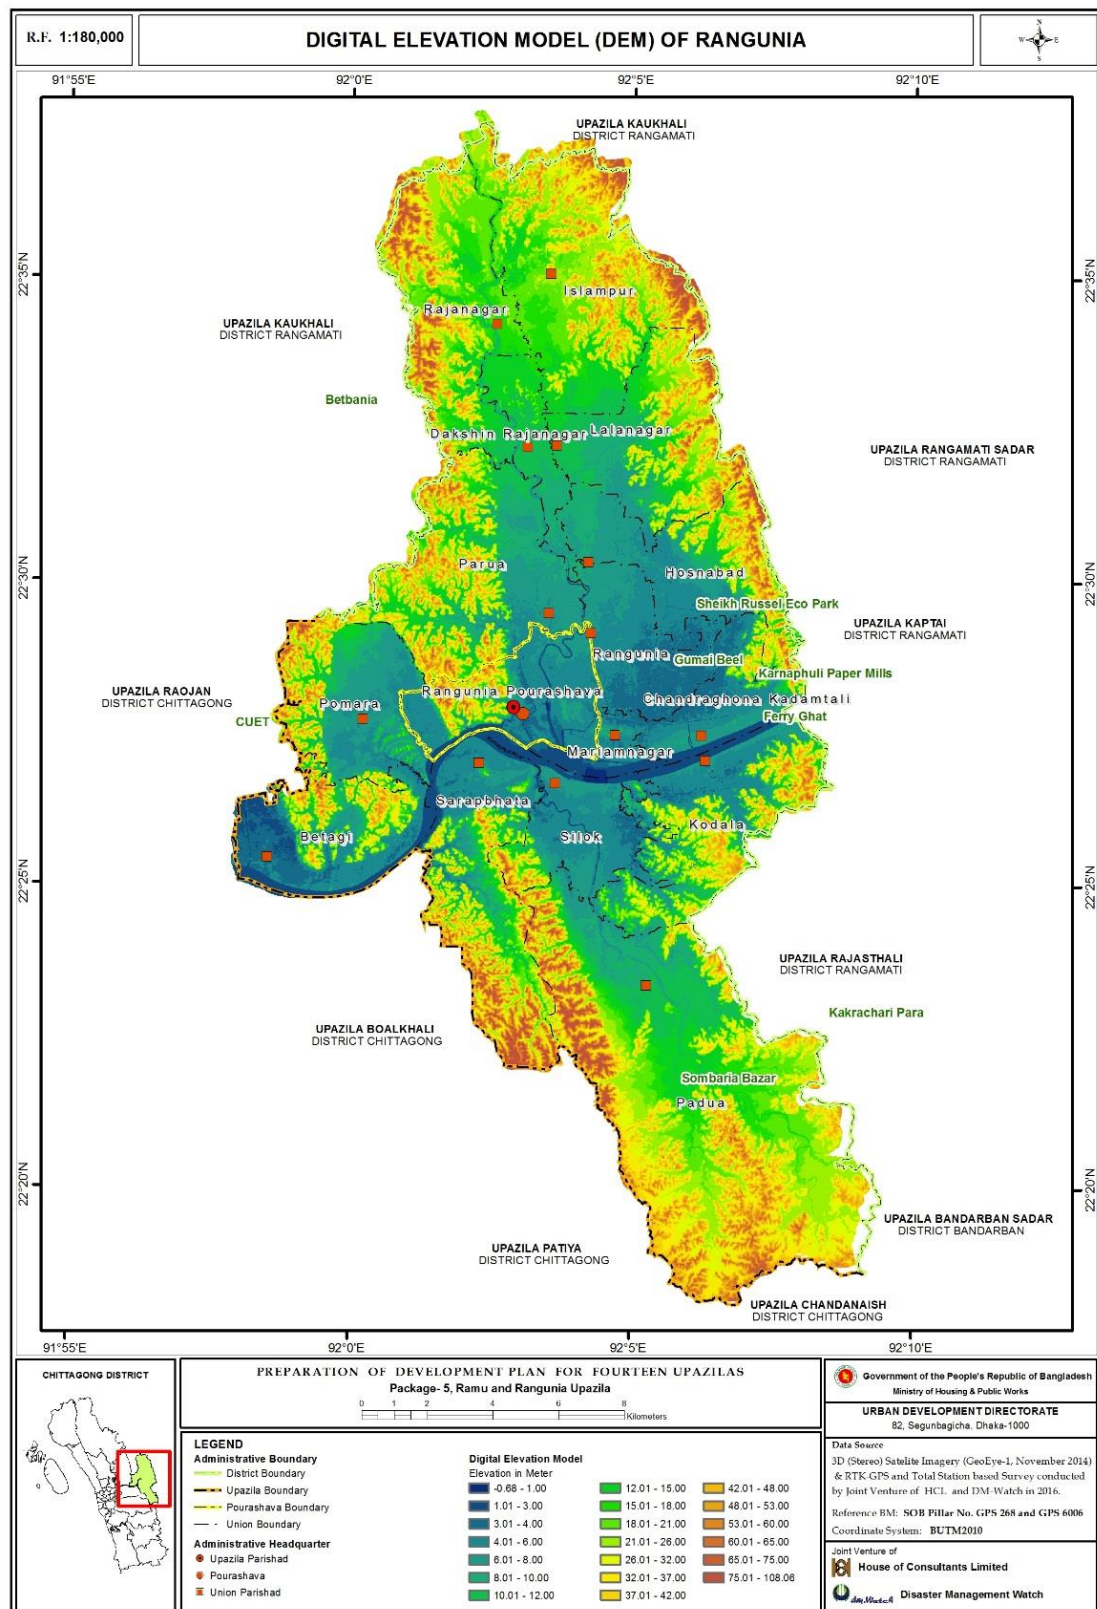 R.F. 1:180,000
DIGITAL ELEVATION MODEL (DEM) OF RANGUNIA
N
W E
S
91°55'E 92°0'E 92°5'E 92°10'E
UPAZILA KAUKHALI
DISTRICT RANGAMATI
22°35'N 22°35'N
Islampur
Rajanagar
UPAZILA KAUKHALI
DISTRICT RANGAMATI
Betbania
Dakshin Rajanagar Lalanagar
UPAZILA RANGAMATI SADAR
DISTRICT RANGAMATI
22°30'N 22°30'N
Parua
Hosnabad
Sheikh Russel Eco Park
UPAZILA KAPTAI
DISTRICT RANGAMATI
Rangunia
Gumai Beel
Karnaphuli Paper Mills
UPAZILA RAOJAN
DISTRICT CHITTAGONG
Rangunia Pourashava
Chandraghona Kadamtali
Pomara
CUET
Ferry Ghat
Mariamnagar
Sarapbhata
Kodala
Betagi
Silok
22°25'N 22°25'N
UPAZILA RAJASTHALI
DISTRICT RANGAMATI
Kakrachari Para
UPAZILA BOALKHALI
DISTRICT CHITTAGONG
Sombaria Bazar
Padua
22°20'N 22°20'N
UPAZILA BANDARBAN SADAR
DISTRICT BANDARBAN
UPAZILA PATIYA
DISTRICT CHITTAGONG
UPAZILA CHANDANAISH
DISTRICT CHITTAGONG
91°55'E 92°0'E 92°5'E 92°10'E
CHITTAGONG DISTRICT
PREPARATION OF DEVELOPMENT PLAN FOR FOURTEEN UPAZILAS
Package- 5, Ramu and Rangunia Upazila
0 1 2 4 6 8
Kilometers
LEGEND
Administrative Boundary
District Boundary
Upazila Boundary
Pourashava Boundary
Union Boundary
Administrative Headquarter
Upazila Parishad
Pourashava
Union Parishad
Digital Elevation Model
Elevation in Meter
-0.68 - 1.00
1.01 - 3.00
3.01 - 4.00
4.01 - 6.00
6.01 - 8.00
8.01 - 10.00
10.01 - 12.00
12.01 - 15.00
15.01 - 18.00
18.01 - 21.00
21.01 - 26.00
26.01 - 32.00
32.01 - 37.00
37.01 - 42.00
42.01 - 48.00
48.01 - 53.00
53.01 - 60.00
60.01 - 65.00
65.01 - 75.00
75.01 - 108.06
Government of the People's Republic of Bangladesh
Ministry of Housing & Public Works
URBAN DEVELOPMENT DIRECTORATE
82, Segunbagicha, Dhaka-1000
Data Source
3D (Stereo) Satelite Imagery (GeoEye-1, November 2014)
& RTK-GPS and Total Station based Survey conducted
by Joint Venture of HCL and DM-Watch in 2016.
Reference BM: SOB Pillar No. GPS 268 and GPS 6006
Coordinate System: BUTM2010
Joint Venture of
House of Consultants Limited
dm.Watch Disaster Management Watch